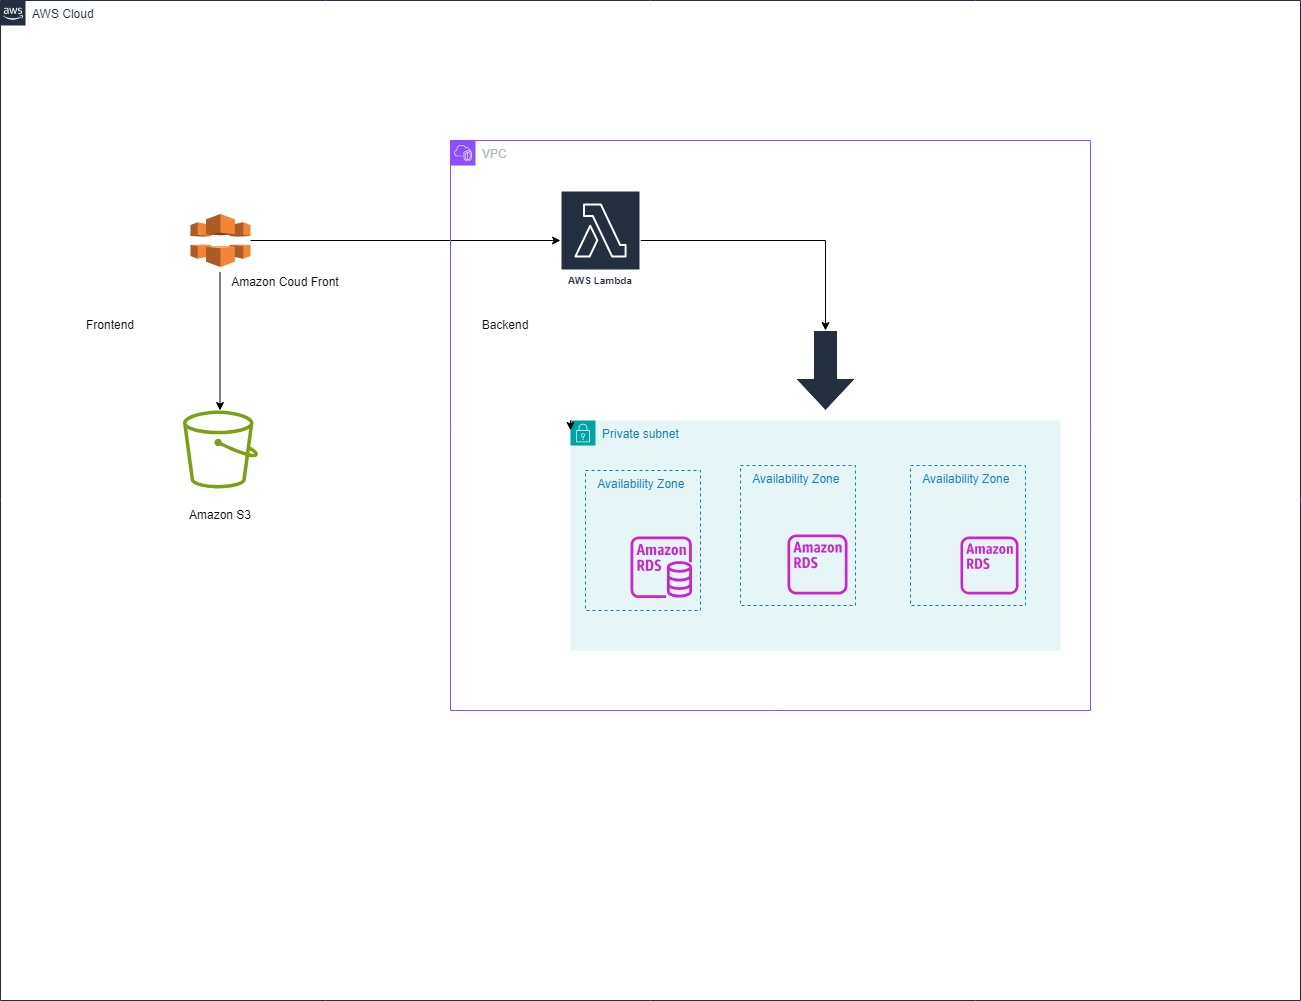 aws
AWS Cloud
VPC
AWS Lambda
Amazon Coud Front
Frontend
Backend
Private subnet
Availability Zone
Availability Zone
Availability Zone
Amazon
RDS
Amazon
RDS
Amazon
RDS
Amazon S3